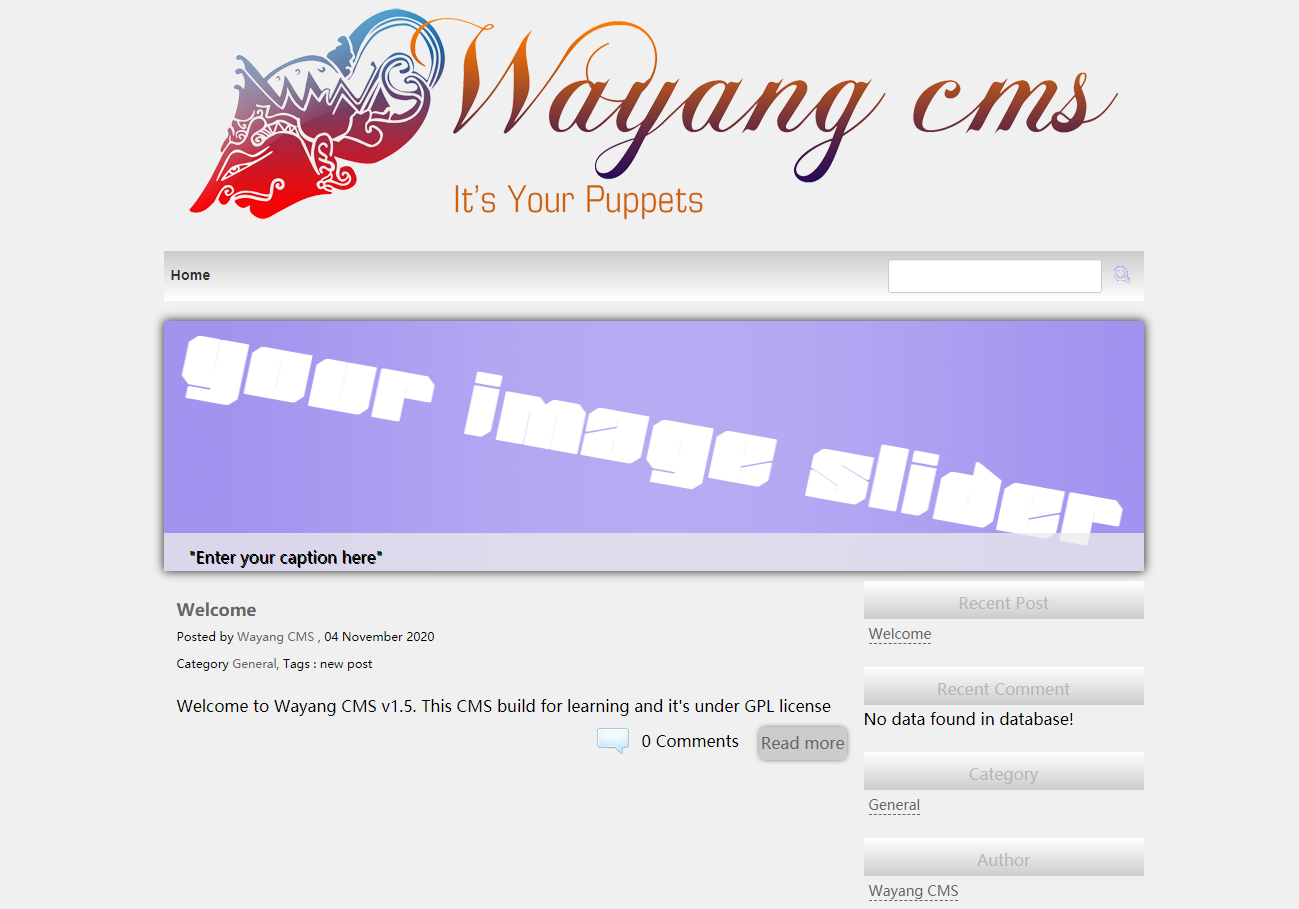 Wayang cms
It's Your Puppets
Home
your image slider
"Enter your caption here"
Welcome
Posted by Wayang CMS , 04 November 2020
Category General, Tags : new post
Welcome to Wayang CMS v1.5. This CMS build for learning and it's under GPL license
0 Comments Read more
Recent Post
Welcome
Recent Comment
No data found in database!
Category
General
Author
Wayang CMS